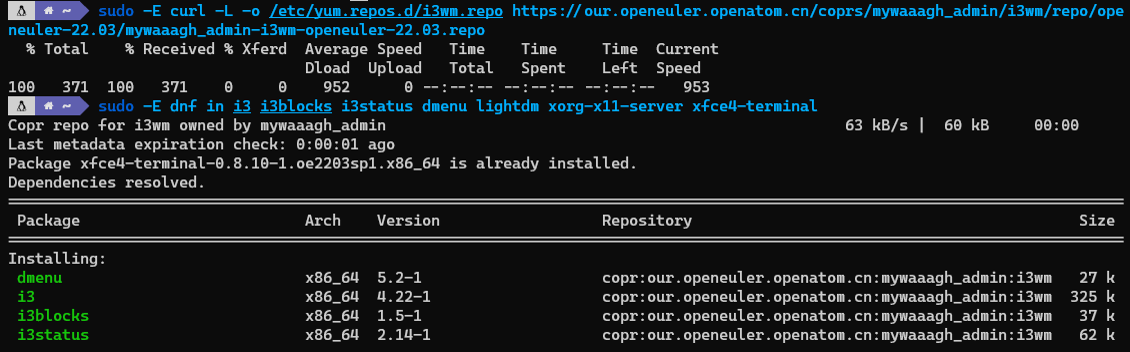 ~ sudo -E curl -L -o /etc/yum.repos.d/i3wm.repo https://our.openeuler.openatom.cn/coprs/mywaaagh_admin/i3wm/repo/ope
neuler-22.03/mywaaagh_admin-i3wm-openeuler-22.03.repo
% Total % Received % Xferd Average Speed Time Time Time Current
Dload Upload Total Spent Left Speed
100 371 100 371 0 0 952 0 --:--:-- --:--:-- --:--:-- 953
~ sudo -E dnf in i3 i3blocks i3status dmenu lightdm xorg-x11-server xfce4-terminal
Copr repo for i3wm owned by mywaaagh_admin 63 kB/s | 60 kB 00:00
Last metadata expiration check: 0:00:01 ago
Package xfce4-terminal-0.8.10-1.oe2203sp1.x86_64 is already installed.
Dependencies resolved.
Package Arch Version Repository Size
Installing:
dmenu x86_64 5.2-1 copr:our.openeuler.openatom.cn:mywaaagh_admin:i3wm 27 k
i3 x86_64 4.22-1 copr:our.openeuler.openatom.cn:mywaaagh_admin:i3wm 325 k
i3blocks x86_64 1.5-1 copr:our.openeuler.openatom.cn:mywaaagh_admin:i3wm 37 k
i3status x86_64 2.14-1 copr:our.openeuler.openatom.cn:mywaaagh_admin:i3wm 62 k